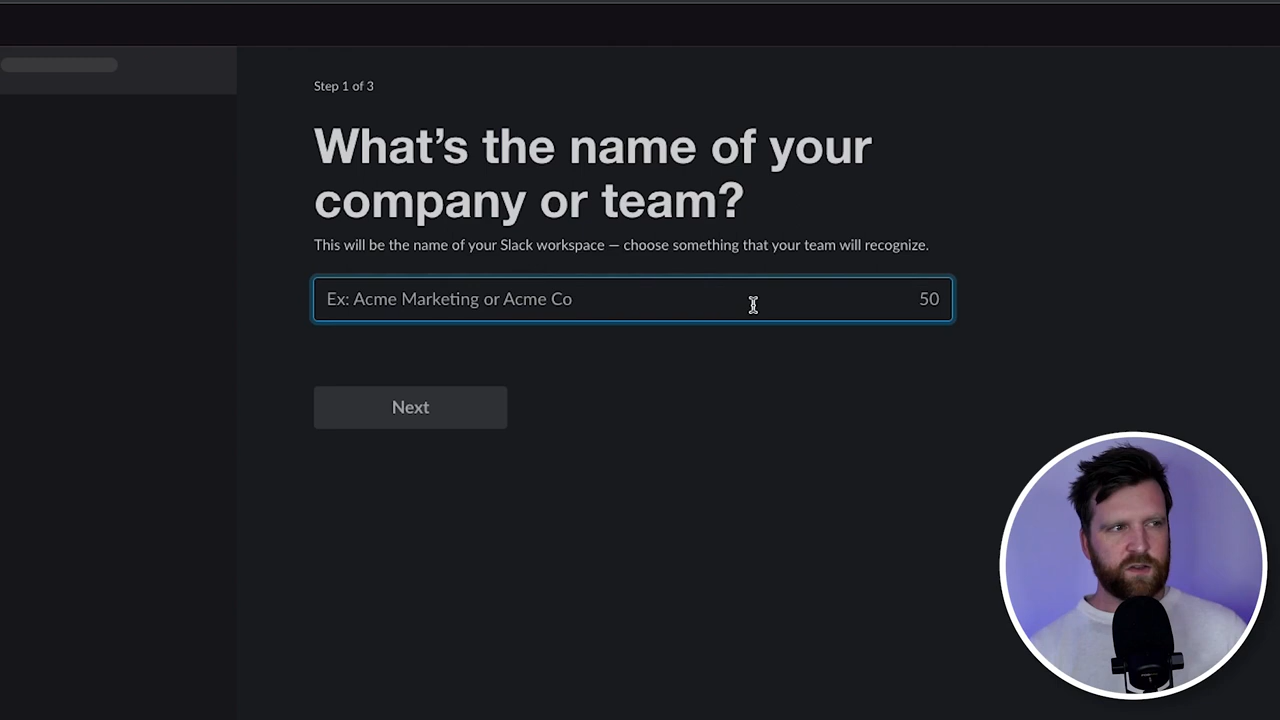 Step 1 of 3
What’s the name of your
company or team?
This will be the name of your Slack workspace — choose something that your team will recognize.
Ex: Acme Marketing or Acme Co
50
Next